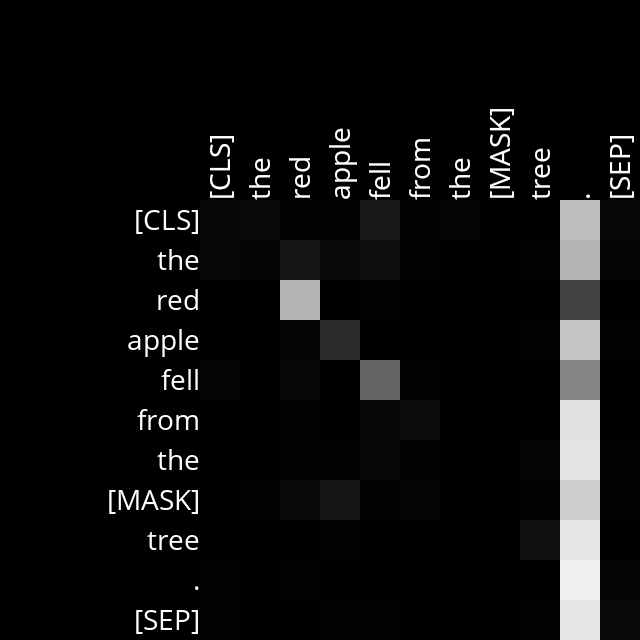 [CLS]
the
red
apple
fell
from
the
[MASK]
tree
.
[SEP]
[CLS]
the
red
apple
fell
from
the
[MASK]
tree
.
[SEP]